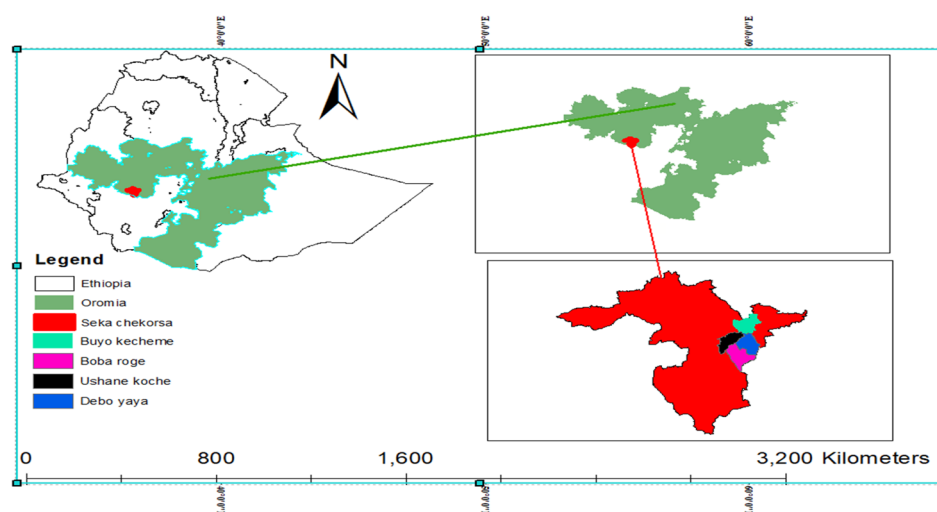 N
Legend
Ethiopia
Oromia
Seka chekorsa
Buyo kecheme
Boba roge
Ushane koche
Debo yaya
0 800 1,600 3,200 Kilometers